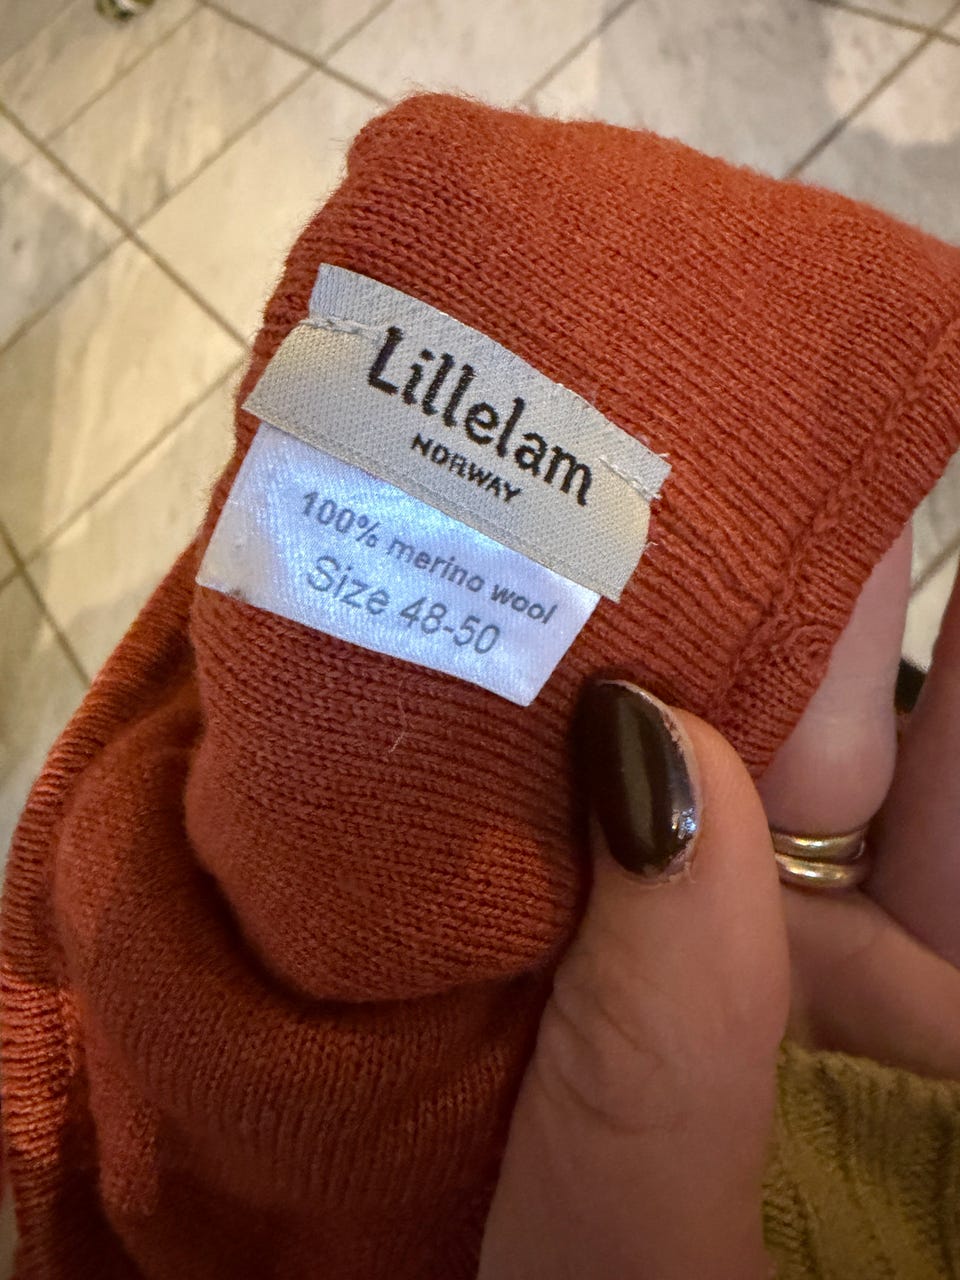 Lillelam
NORWAY
100% merino wool
Size 48-50